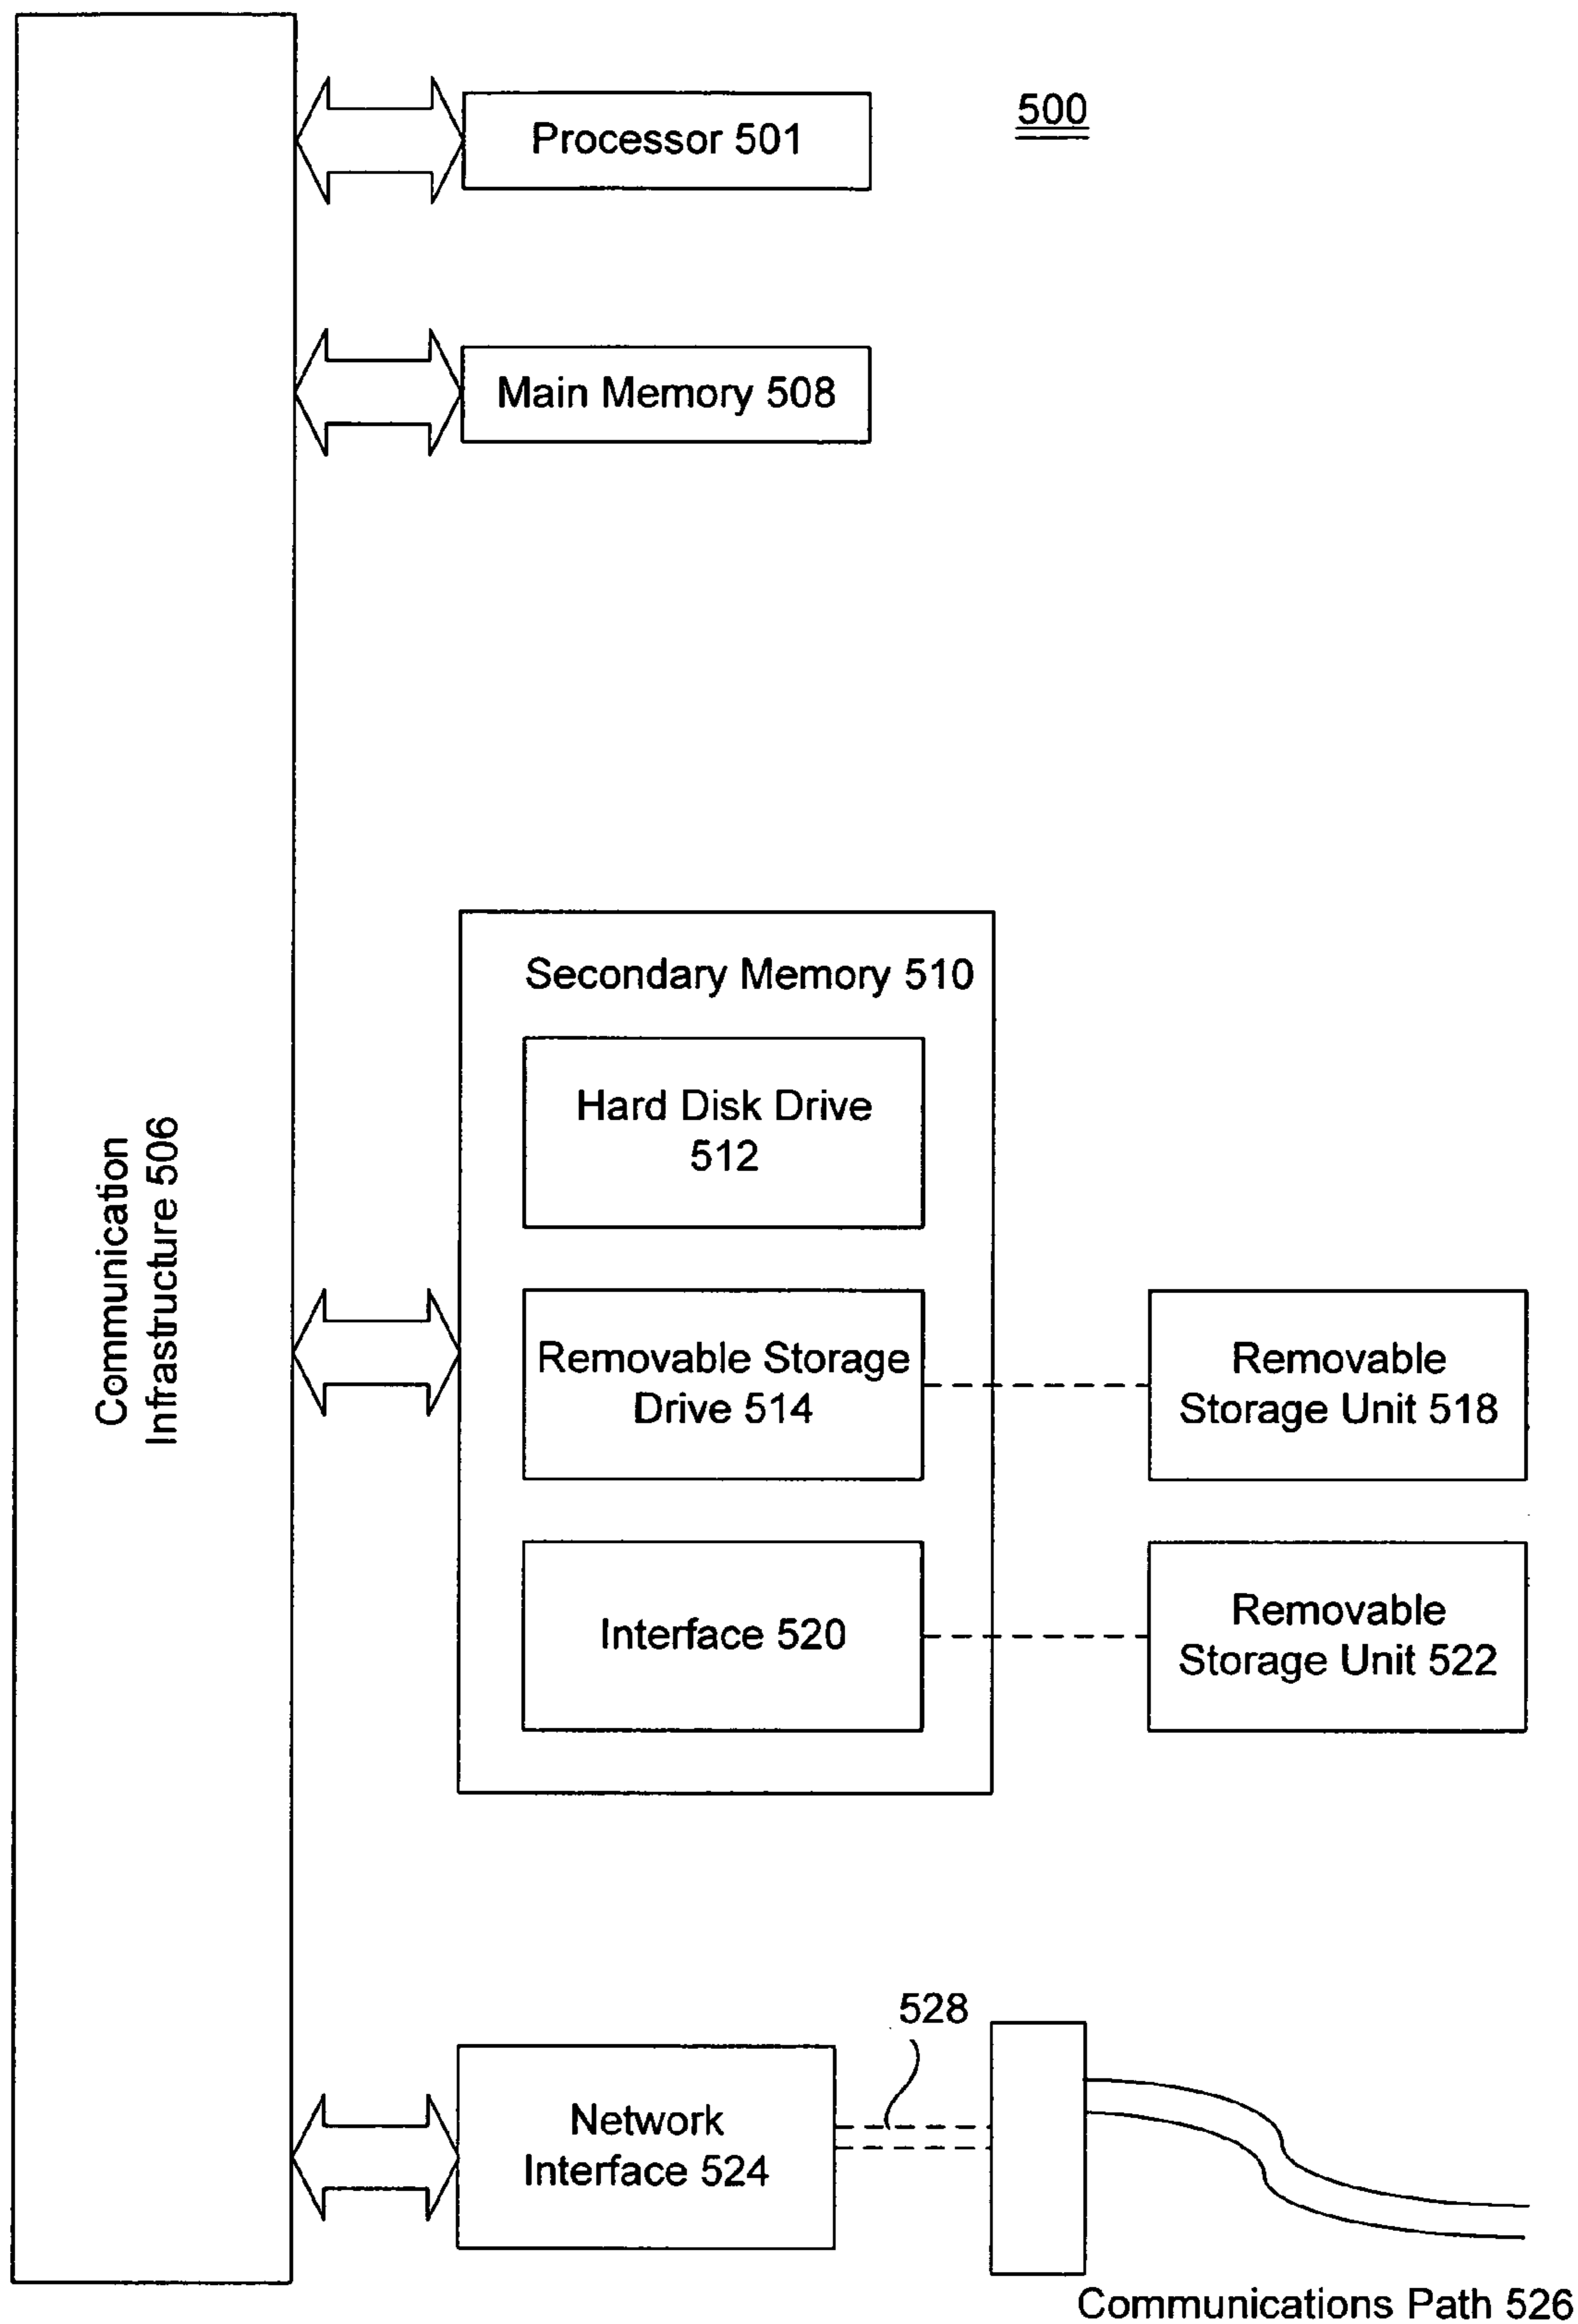 500
Processor 501
Main Memory 508
Communication
Infrastructure 506
Secondary Memory 510
Hard Disk Drive
512
Removable Storage
Drive 514
Removable
Storage Unit 518
Interface 520
Removable
Storage Unit 522
528
Network
Interface 524
Communications Path 526